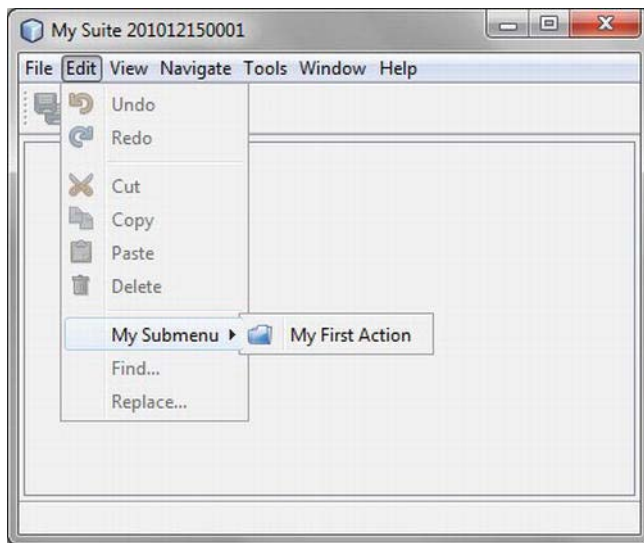 My Suite 201012150001
File Edit View Navigate Tools Window Help
Undo
Redo
Cut
Copy
Paste
Delete
My Submenu My First Action
Find...
Replace...